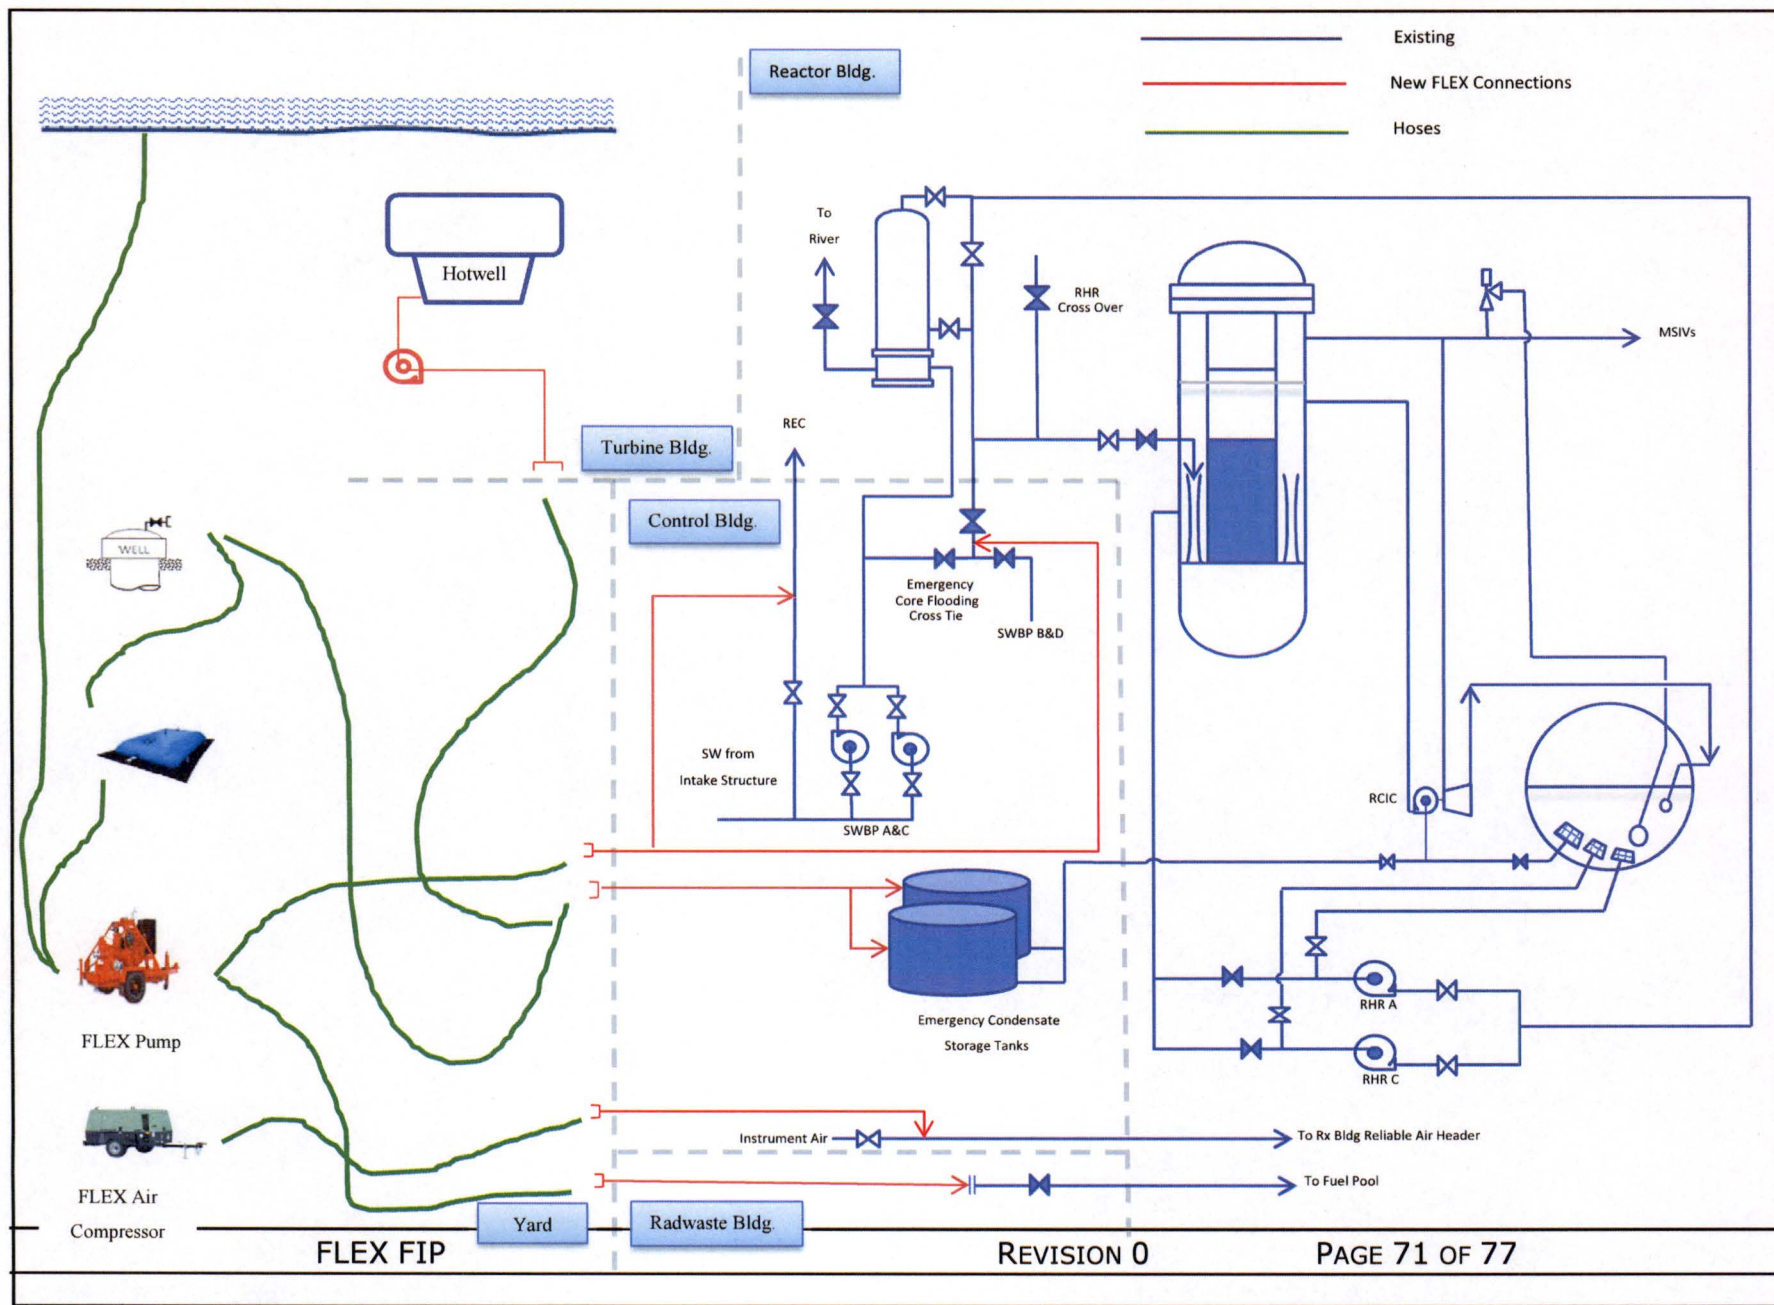 Existing
Reactor Bldg.
New FLEX Connections
Hoses
To
River
Hotwell
RHR
Cross Over
MSIVs
REC
Turbine Bldg.
Control Bldg.
WELL
Emergency
Core Flooding
Cross Tie
SWBP B&D
SW from
Intake Structure
RCIC
SWBP A&C
RHR A
Emergency Condensate
Storage Tanks
FLEX Pump
RHR C
Instrument Air
To Rx Bldg Reliable Air Header
To Fuel Pool
FLEX Air
Compressor
Yard
Radwaste Bldg.
FLEX FIP
REVISION 0
PAGE 71 OF 77